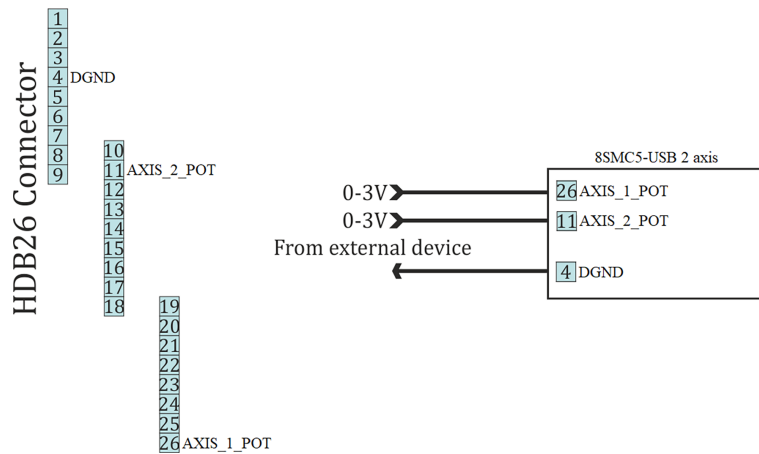 HDB26 Connector
1
2
3
4 DGND
5
6
7
8
9
10
11 AXIS_2_POT
12
13
14
15
16
17
18
19
20
21
22
23
24
25
26 AXIS_1_POT
8SMC5-USB 2 axis
0-3V 26 AXIS_1_POT
0-3V 11 AXIS_2_POT
From external device
4 DGND